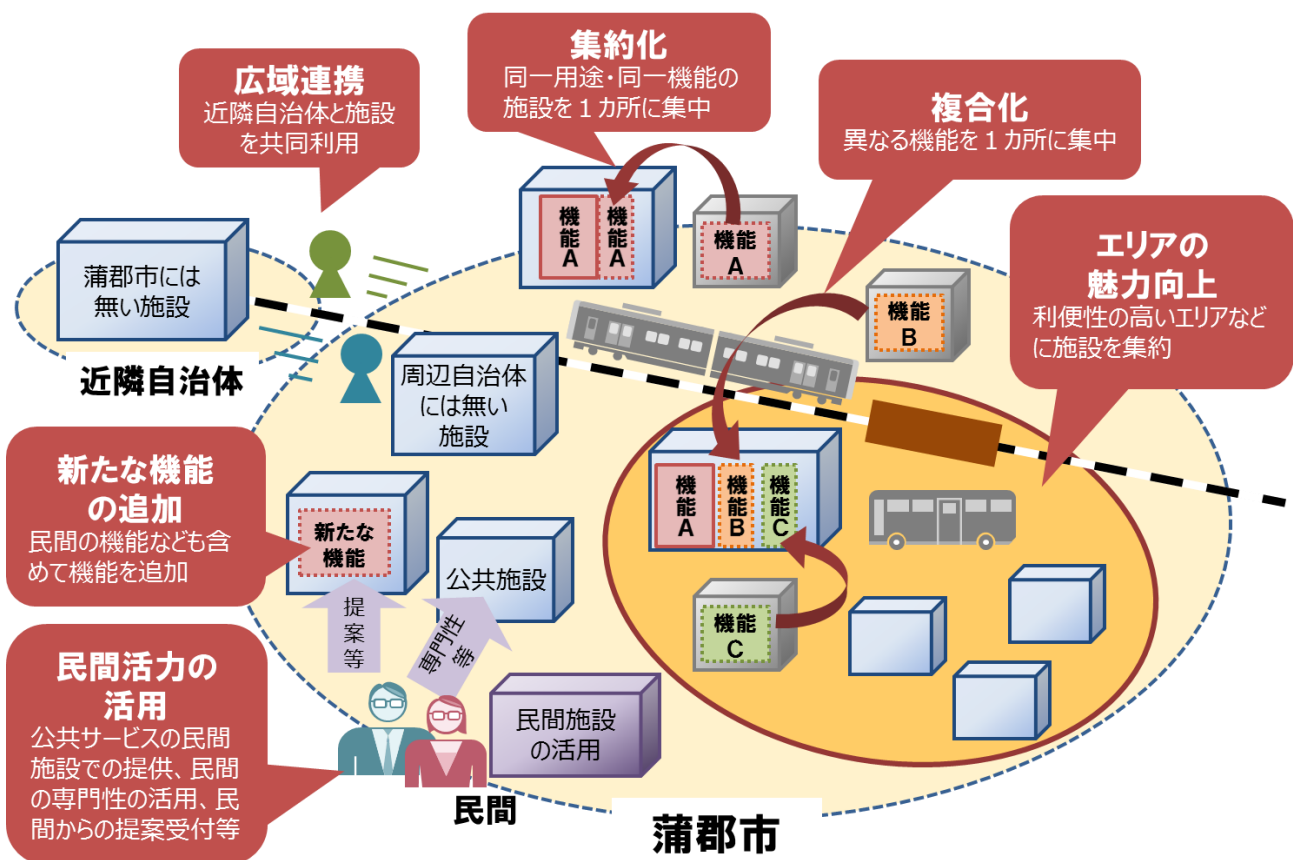 広域連携
近隣自治体と施設
を共同利用
集約化
同一用途・同一機能の
施設を１カ所に集中
複合化
異なる機能を１カ所に集中
エリアの
魅力向上
利便性の高いエリアなど
に施設を集約
機能A
機能A
機能
A
機能
B
蒲郡市には
無い施設
近隣自治体
周辺自治体
には無い
施設
機能A
機能B
機能C
機能
C
新たな機能
の追加
民間の機能なども含
めて機能を追加
新たな
機能
公共施設
提案等
専門性
等
民間活力の
活用
公共サービスの民間
施設での提供、民間
の専門性の活用、民
間からの提案受付等
民間施設
の活用
民間
蒲郡市